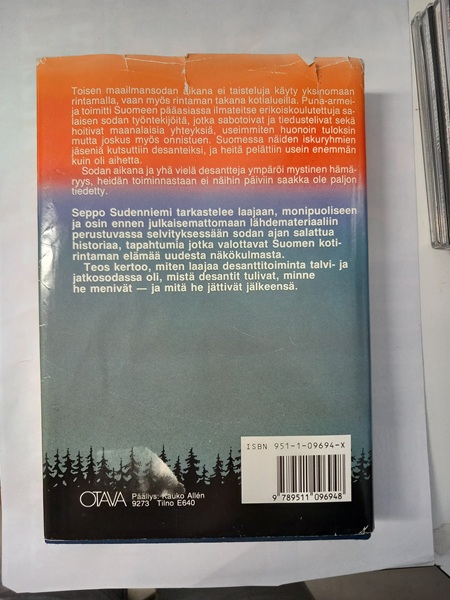 Toisen maailmansodan aikana ei taisteluja käyty yksinomaan
rintamalla, vaan myös rintaman takana kotialueilla. Puna-armei-
ja toimitti Suomeen pääasiassa ilmateitse erikoiskoulutettuja sa-
laisen sodan työntekijöitä, jotka sabotoivat ja tiedustelivat sekä
hoitivat maanalaisia yhteyksiä, useimmiten huonoin tuloksin
mutta joskus myös onnistuen. Suomessa näiden iskuryhmien
jäseniä kutsuttiin desanteiksi, ja heitä pelättiin usein enemmän
kuin oli aihetta.
Sodan aikana ja yhä vielä desantteja ympäröi mystinen hämä-
ryys, heidän toiminnastaan ei näihin päiviin saakka ole paljon
tiedetty.
Seppo Sudenniemi tarkastelee laajaan, monipuoliseen
ja osin ennen julkaisemattomaan lähdemateriaaliin
perustuvassa selvityksessään sodan ajan salattua
historiaa, tapahtumia jotka valottavat Suomen koti-
rintaman elämää uudesta näkökulmasta.
Teos kertoo, miten laajaa desanttitoiminta talvi- ja
jatkosodassa oli, mistä desantit tulivat, minne
he menivät — ja mitä he jättivät jälkeensä.
ISBN 951-1-09694-X
9 789511 096948
OTAVA
Päällys: Rauko Allén
9273 Tilno E640